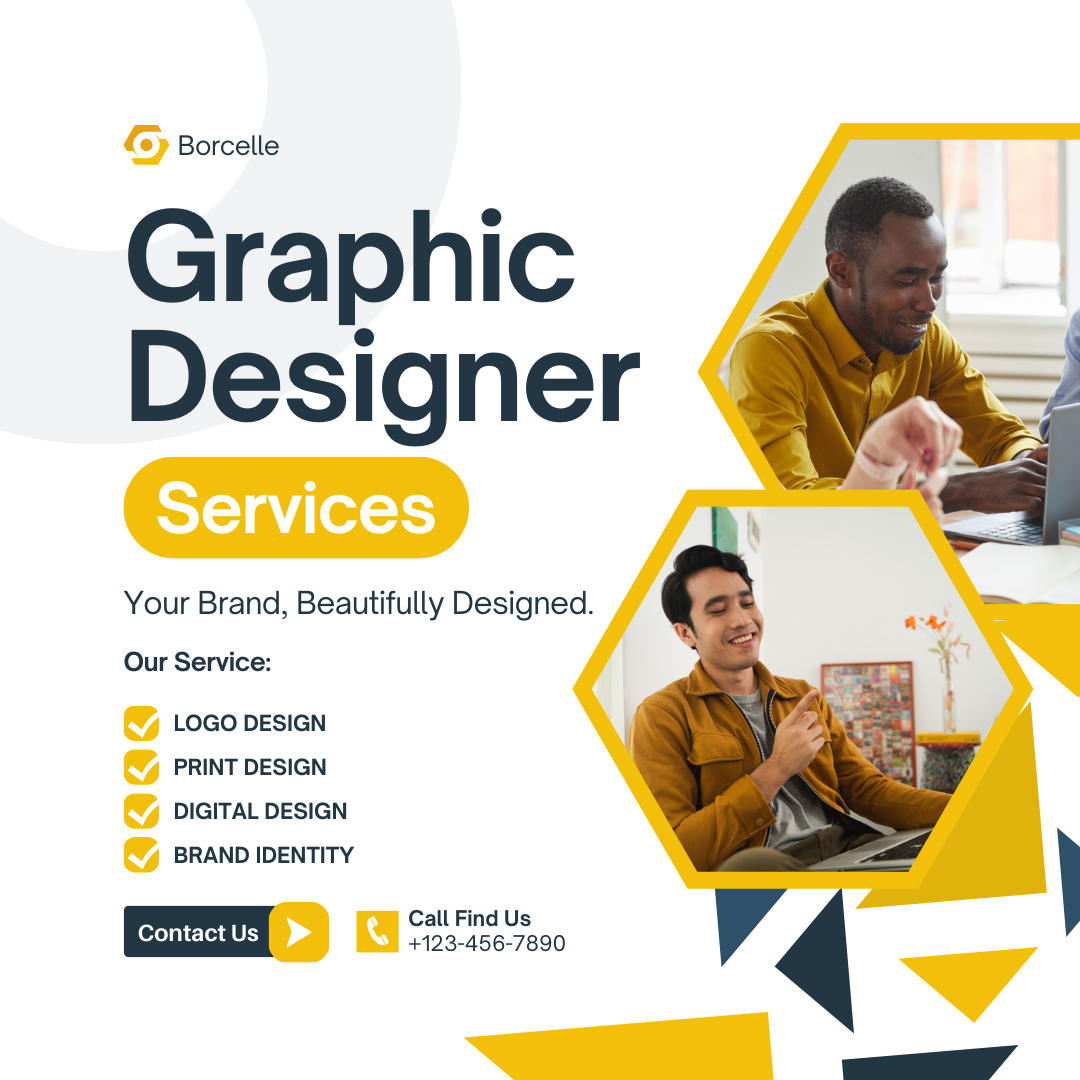 Borcelle
Graphic
Designer
Services
Your Brand, Beautifully Designed.
Our Service:
LOGO DESIGN
PRINT DESIGN
DIGITAL DESIGN
BRAND IDENTITY
Contact Us
Call Find Us
+123-456-7890